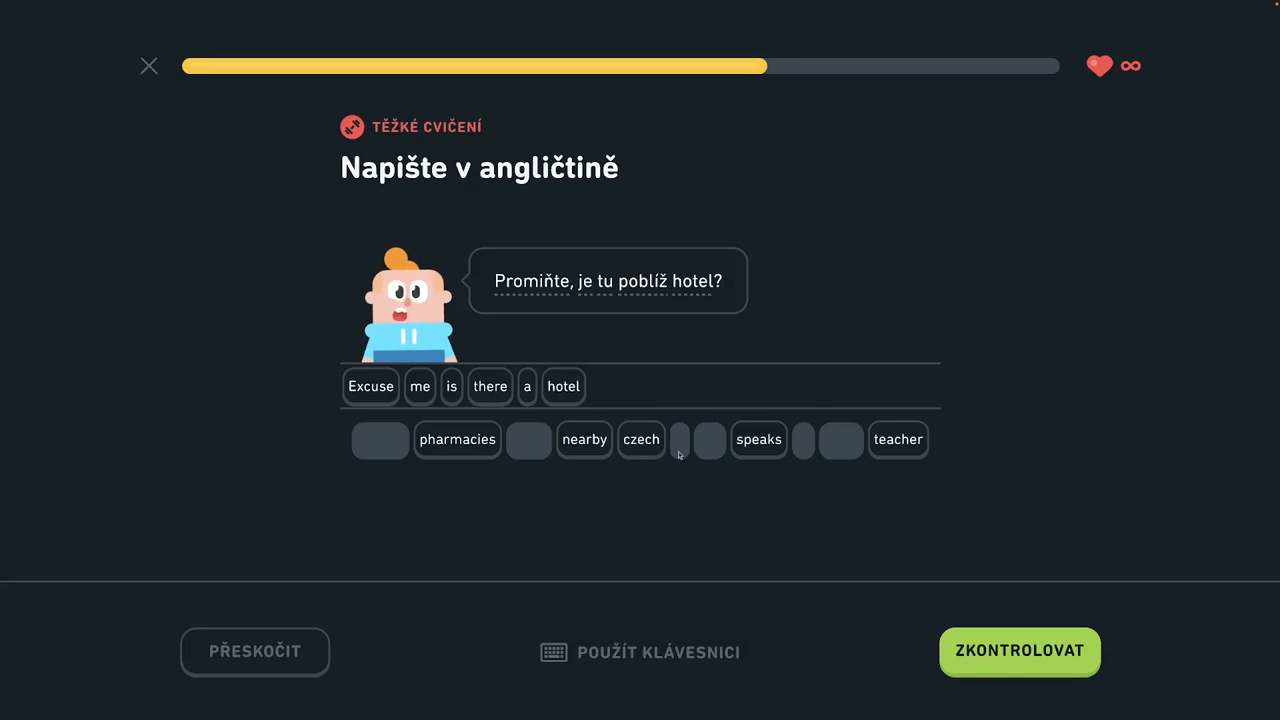 TĚŽKÉ CVIČENÍ
Napište v angličtině
Promiňte, je tu poblíž hotel?
Excuse me is there a hotel
pharmacies nearby czech speaks teacher
PŘESKOČIT
POUŽÍT KLÁVESNICI
ZKONTROLOVAT